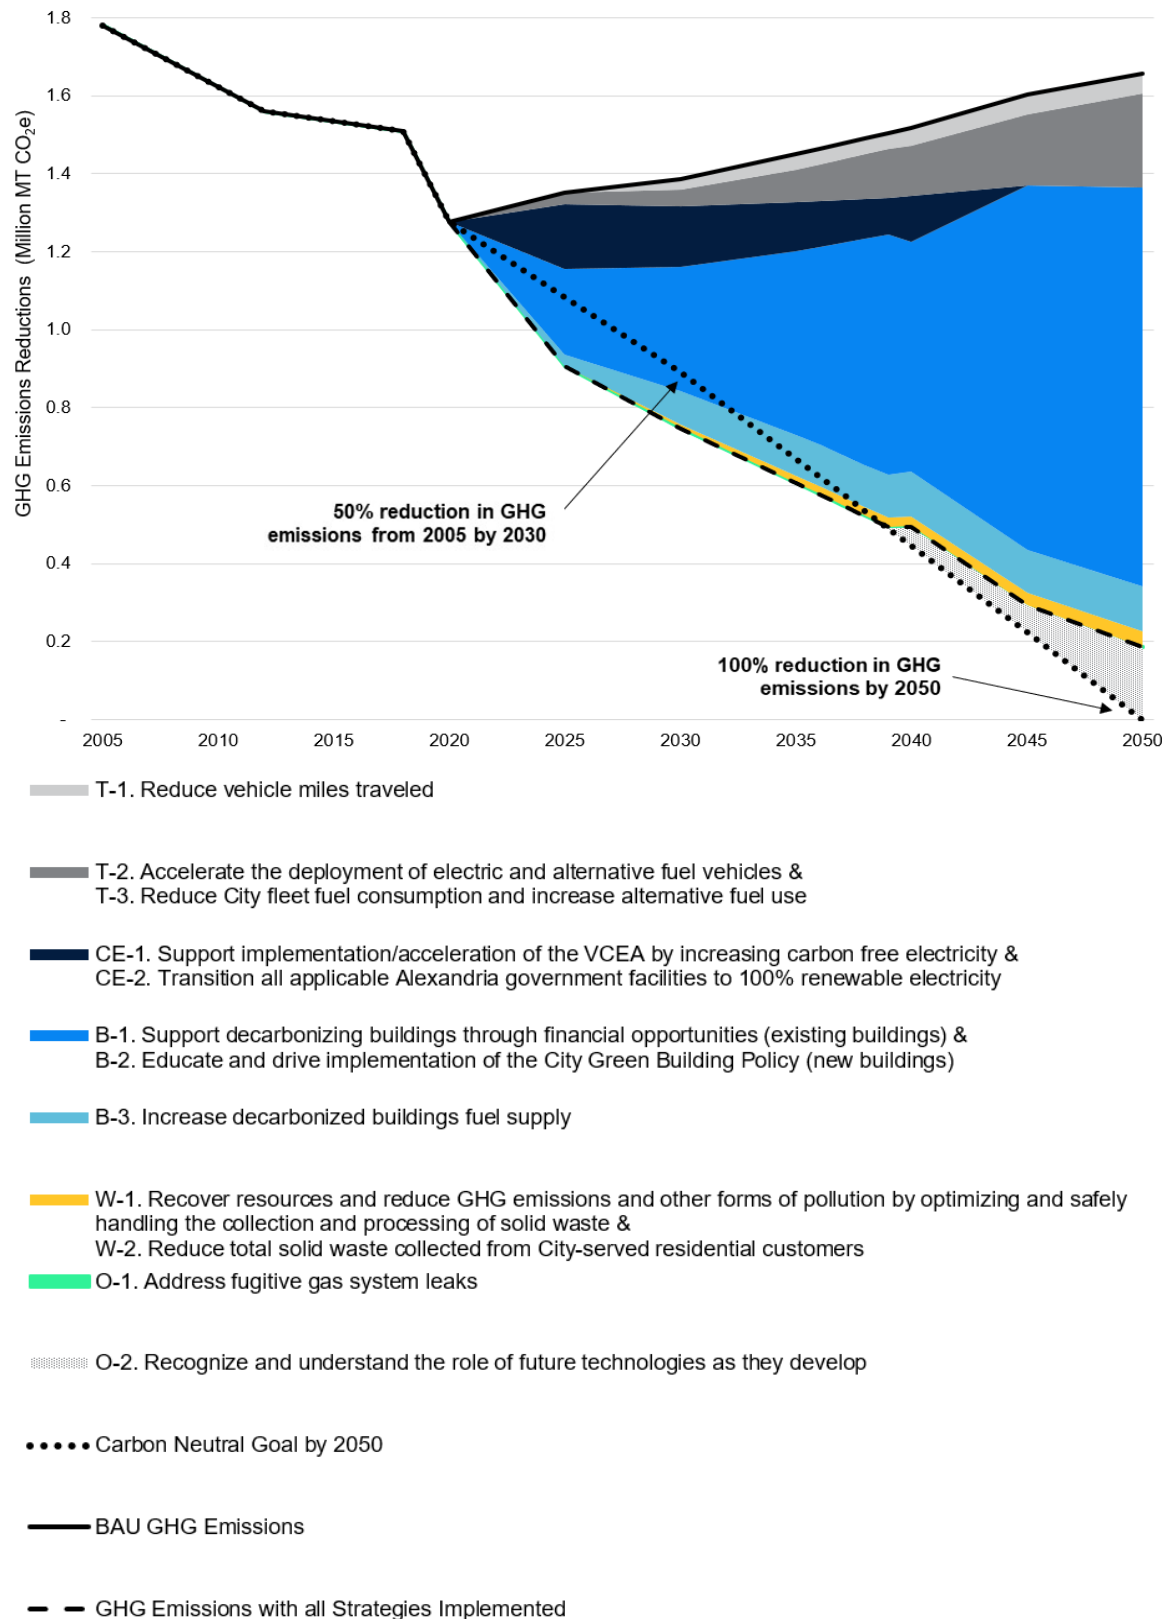 1.8
1.6
1.4
1.2
1.0
0.8
0.6
0.4
0.2
-
GHG Emissions Reductions (Million MT CO₂e)
50% reduction in GHG
emissions from 2005 by 2030
100% reduction in GHG
emissions by 2050
2005 2010 2015 2020 2025 2030 2035 2040 2045 2050
T-1. Reduce vehicle miles traveled
T-2. Accelerate the deployment of electric and alternative fuel vehicles &
T-3. Reduce City fleet fuel consumption and increase alternative fuel use
CE-1. Support implementation/acceleration of the VCEA by increasing carbon free electricity &
CE-2. Transition all applicable Alexandria government facilities to 100% renewable electricity
B-1. Support decarbonizing buildings through financial opportunities (existing buildings) &
B-2. Educate and drive implementation of the City Green Building Policy (new buildings)
B-3. Increase decarbonized buildings fuel supply
W-1. Recover resources and reduce GHG emissions and other forms of pollution by optimizing and safely
handling the collection and processing of solid waste &
W-2. Reduce total solid waste collected from City-served residential customers
O-1. Address fugitive gas system leaks
O-2. Recognize and understand the role of future technologies as they develop
Carbon Neutral Goal by 2050
BAU GHG Emissions
GHG Emissions with all Strategies Implemented